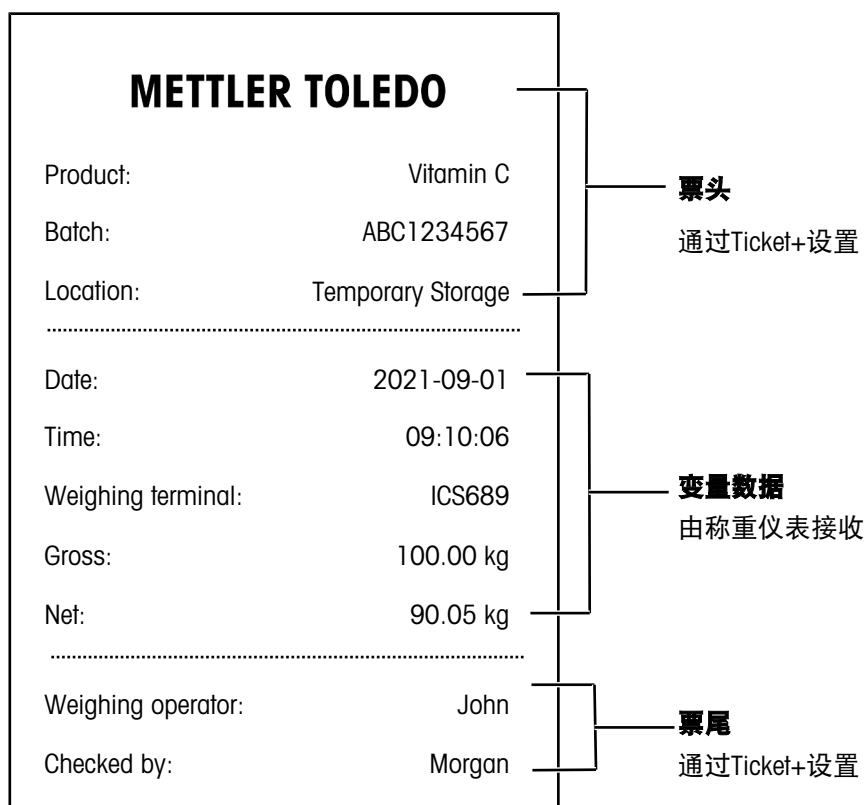 METTLER TOLEDO
Product: Vitamin C
Batch: ABC1234567
Location: Temporary Storage
Date: 2021-09-01
Time: 09:10:06
Weighing terminal: ICS689
Gross: 100.00 kg
Net: 90.05 kg
Weighing operator: John
Checked by: Morgan
票头
通过Ticket+设置
变量数据
由称重仪表接收
票尾
通过Ticket+设置